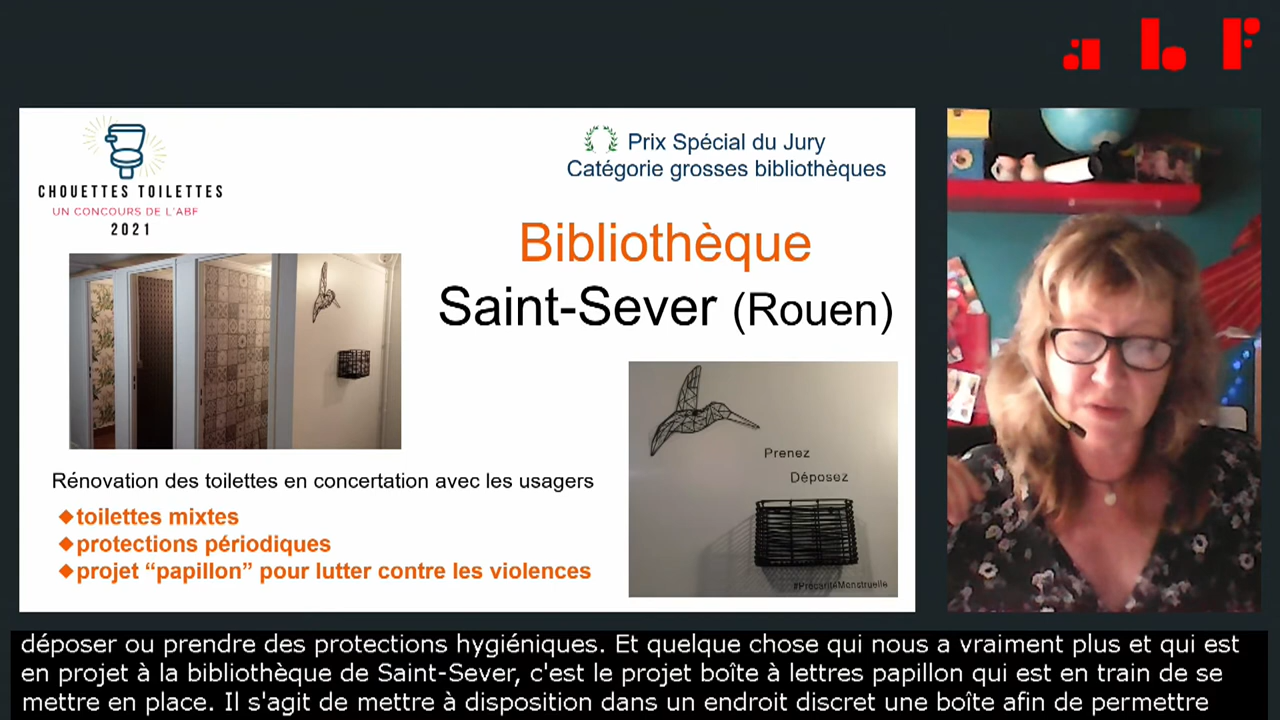 abf
CHOUETTES TOILETTES
UN CONCOURS DE L'ABF
2021
Prix Spécial du Jury
Catégorie grosses bibliothèques
Bibliothèque
Saint-Sever (Rouen)
Prenez
Déposez
#PrécaritéMenstruelle
Rénovation des toilettes en concertation avec les usagers
◆toilettes mixtes
◆protections périodiques
◆projet “papillon” pour lutter contre les violences
déposer ou prendre des protections hygiéniques. Et quelque chose qui nous a vraiment plus et qui est
en projet à la bibliothèque de Saint-Sever, c'est le projet boîte à lettres papillon qui est en train de se
mettre en place. Il s'agit de mettre à disposition dans un endroit discret une boîte afin de permettre